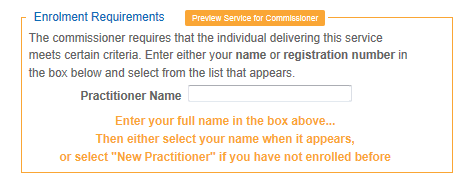 Enrolment Requirements Preview Service for Commissioner
The commissioner requires that the individual delivering this service
meets certain criteria. Enter either your name or registration number in
the box below and select from the list that appears.
Practitioner Name
Enter your full name in the box above...
Then either select your name when it appears,
or select "New Practitioner" if you have not enrolled before